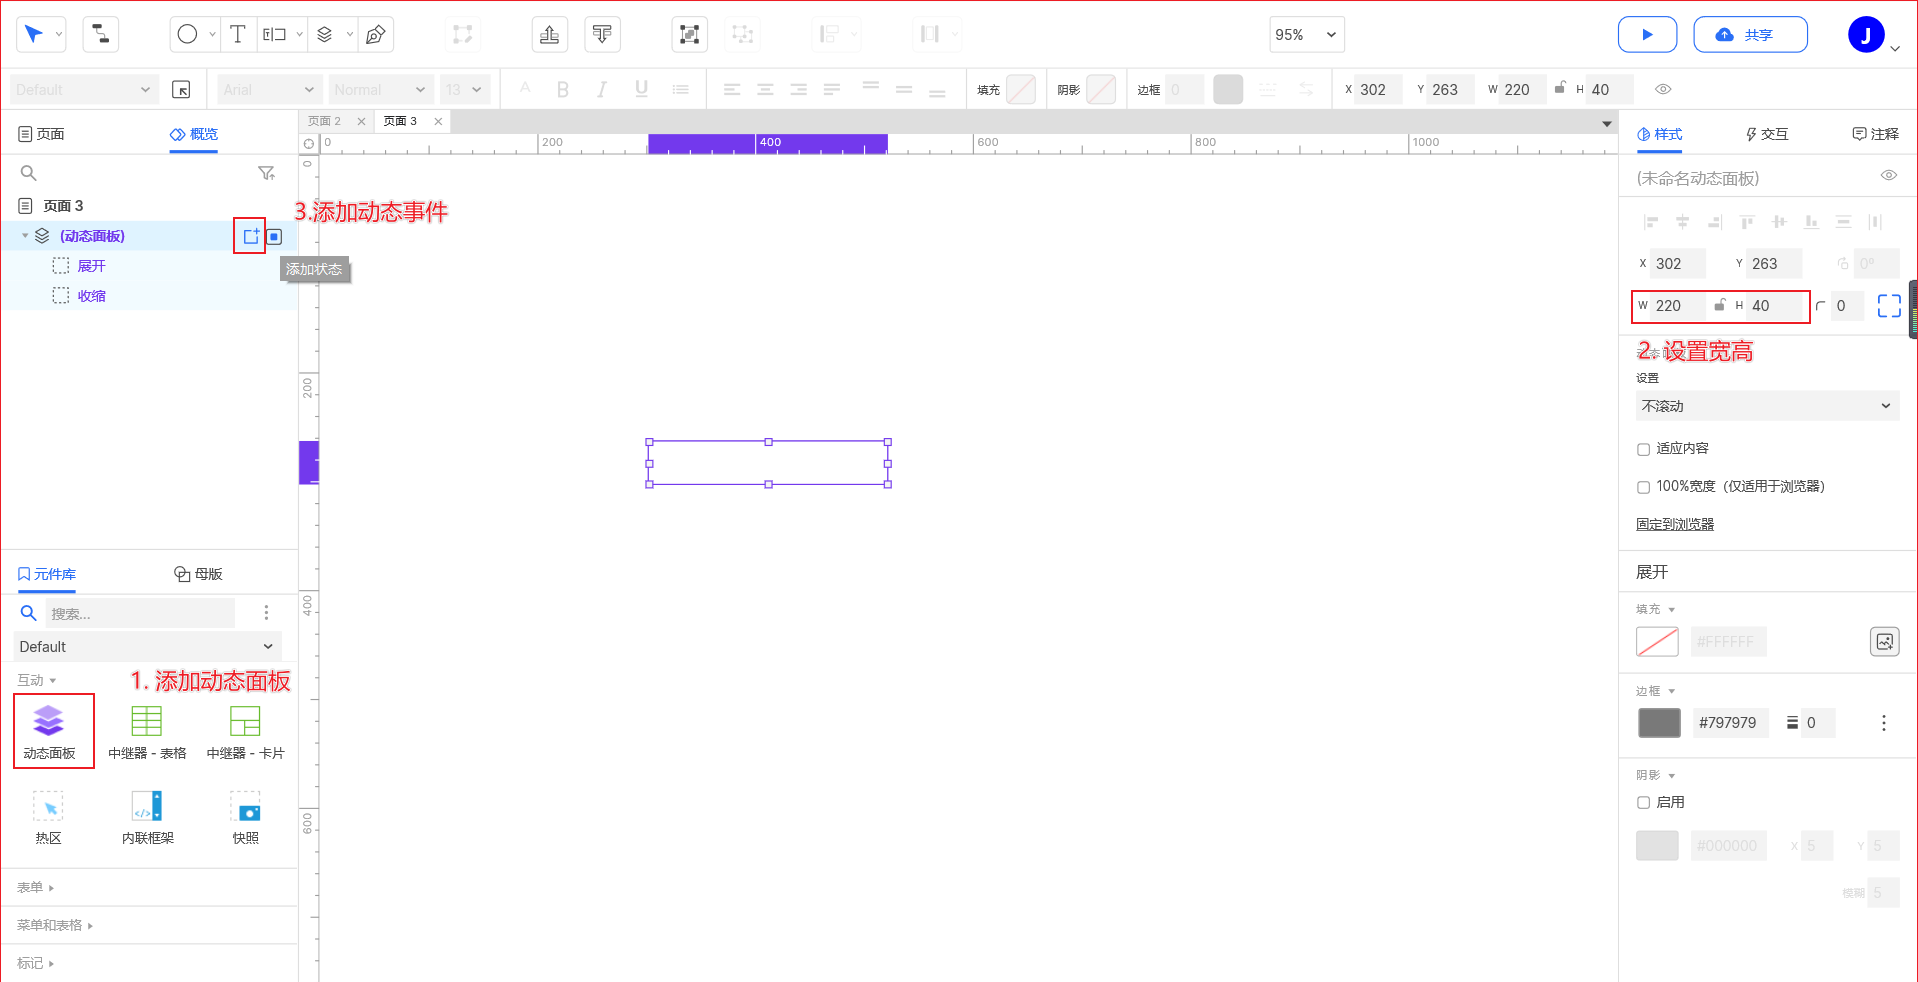 95%
共享
J
Default
Arial
Normal
13
A
B
I
U
填充
阴影
边框
0
X 302
Y 263
W 220
H 40
页面
概览
页面 2
页面 3
0
200
400
600
800
1000
样式
交互
注释
页面 3
(动态面板)
展开
收缩
添加状态
3.添加动态事件
0
200
400
600
(未命名动态面板)
X 302
Y 263
0°
W 220
H 40
0
2. 设置宽高
设置
不滚动
适应内容
100%宽度（仅适用于浏览器）
固定到浏览器
展开
填充
#FFFFFF
边框
#797979
0
阴影
启用
#000000
X 5
Y 5
模糊 5
元件库
母版
搜索...
Default
互动
1. 添加动态面板
动态面板
中继器 - 表格
中继器 - 卡片
热区
内联框架
快照
表单
菜单和表格
标记